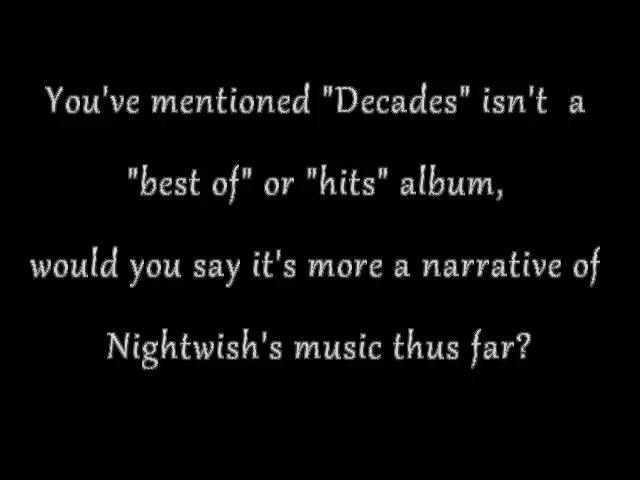 You've mentioned "Decades" isn't  a
"best of" or "hits" album,
would you say it's more a narrative of
Nightwish's music thus far?